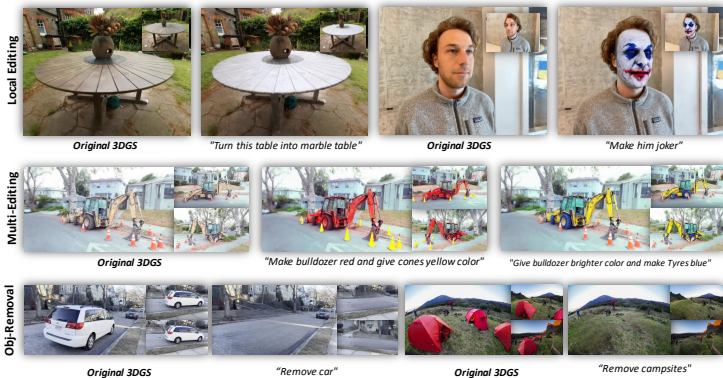 Local Editing
Original 3DGS
"Turn this table into marble table"
Original 3DGS
"Make him joker"
Multi-Editing
Original 3DGS
"Make bulldozer red and give cones yellow color"
"Give bulldozer brighter color and make Tyres blue"
Obj-Removal
Original 3DGS
“Remove car"
Original 3DGS
“Remove campsites"